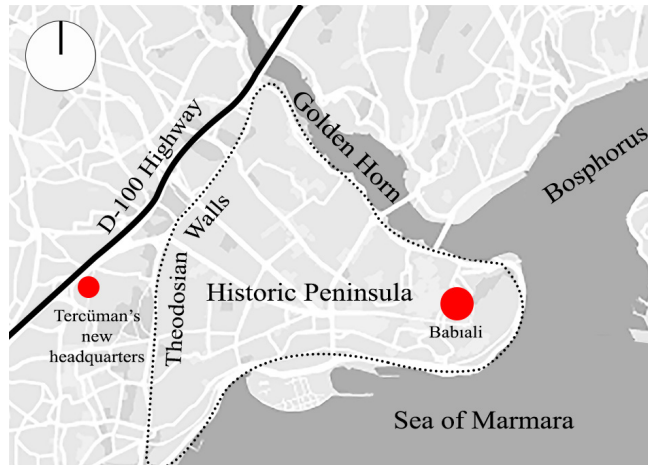 D-100 Highway
Golden Horn
Bosphorus
Theodosian Walls
Historic Peninsula
Tercüman's
new
headquarters
Babıali
Sea of Marmara